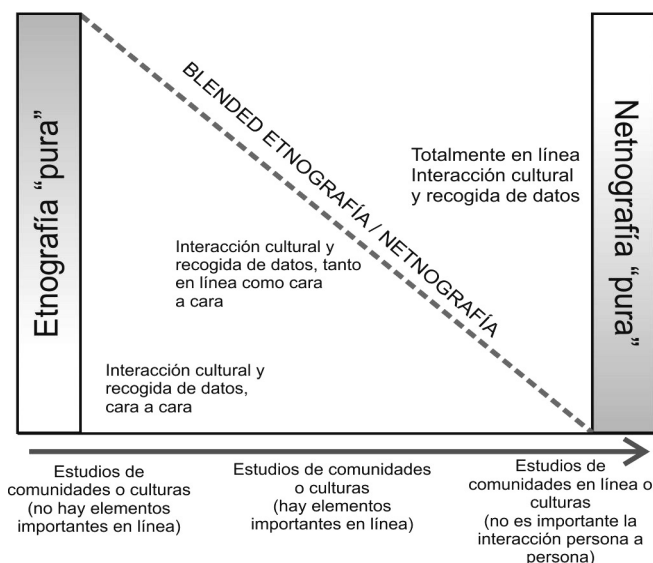 Etnografía "pura"
BLENDED ETNOGRAFÍA / NETNOGRAFÍA
Totalmente en línea
Interacción cultural
y recogida de datos
Netnografía "pura"
Interacción cultural y
recogida de datos, tanto
en línea como cara
a cara
Interacción cultural y
recogida de datos,
cara a cara
Estudios de
comunidades o culturas
(no hay elementos
importantes en línea)
Estudios de comunidades
o culturas
(hay elementos
importantes en línea)
Estudios de
comunidades en línea o
culturas
(no es importante la
interacción persona a
persona)